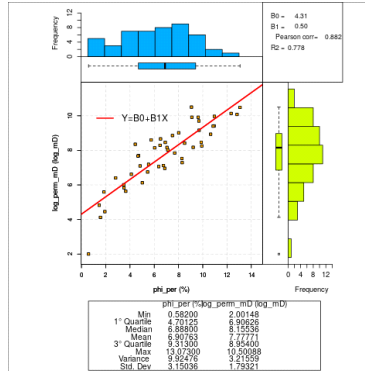 B0 = 4.31
B1 = 0.50
Pearson corr= 0.882
R2 = 0.778
Frequency
0 4 8 12
Y=B0+B1X
log_perm_mD (log_mD)
2 4 6 8 10
0 2 4 6 8 10 12 14
phi_per (%)
0 4 8 12
Frequency
phi_per (%) log_perm_mD (log_mD)
Min 0.58200 2.00148
1° Quartile 4.70125 6.90626
Median 6.88800 8.15536
Mean 6.90763 7.77771
3° Quartile 9.31300 8.95400
Max 13.07300 10.50088
Variance 9.92476 3.21559
Std. Dev 3.15036 1.79321